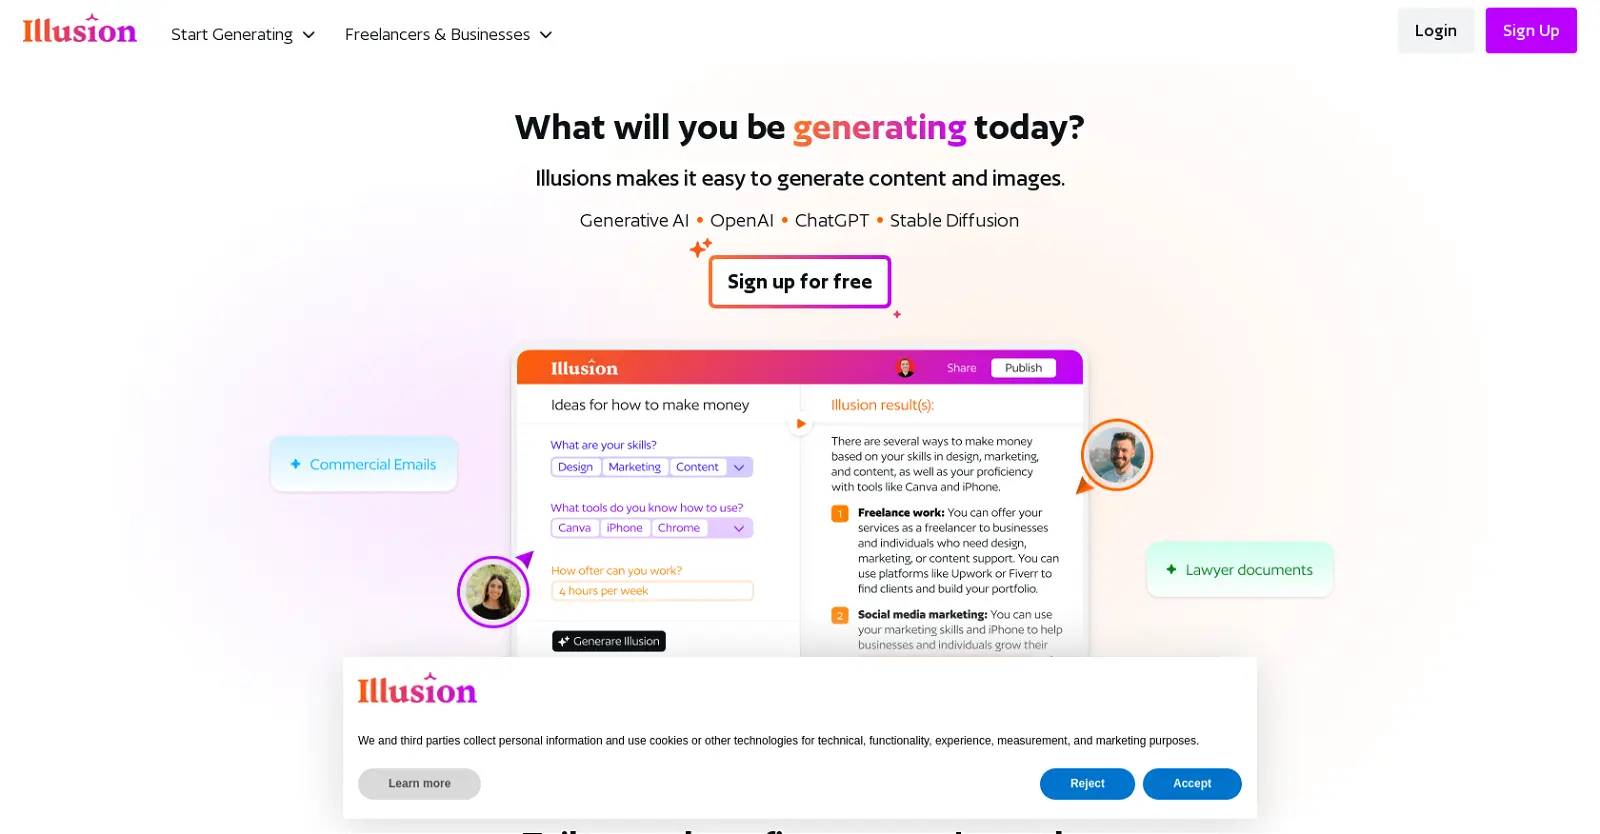 Illusion
Start Generating
Freelancers & Businesses
Login
Sign Up
What will you be generating today?
Illusions makes it easy to generate content and images.
Generative AI • OpenAI • ChatGPT • Stable Diffusion
Sign up for free
Illusion
Share
Publish
Ideas for how to make money
What are your skills?
Design Marketing Content
What tools do you know how to use?
Canva iPhone Chrome
How ofter can you work?
4 hours per week
Generare Illusion
Illusion result(s):
There are several ways to make money
based on your skills in design, marketing,
and content, as well as your proficiency
with tools like Canva and iPhone.
1 Freelance work: You can offer your
services as a freelancer to businesses
and individuals who need design,
marketing, or content support. You can
use platforms like Upwork or Fiverr to
find clients and build your portfolio.
2 Social media marketing: You can use
your marketing skills and iPhone to help
businesses and individuals grow their
Commercial Emails
Lawyer documents
Illusion
We and third parties collect personal information and use cookies or other technologies for technical, functionality, experience, measurement, and marketing purposes.
Learn more
Reject
Accept